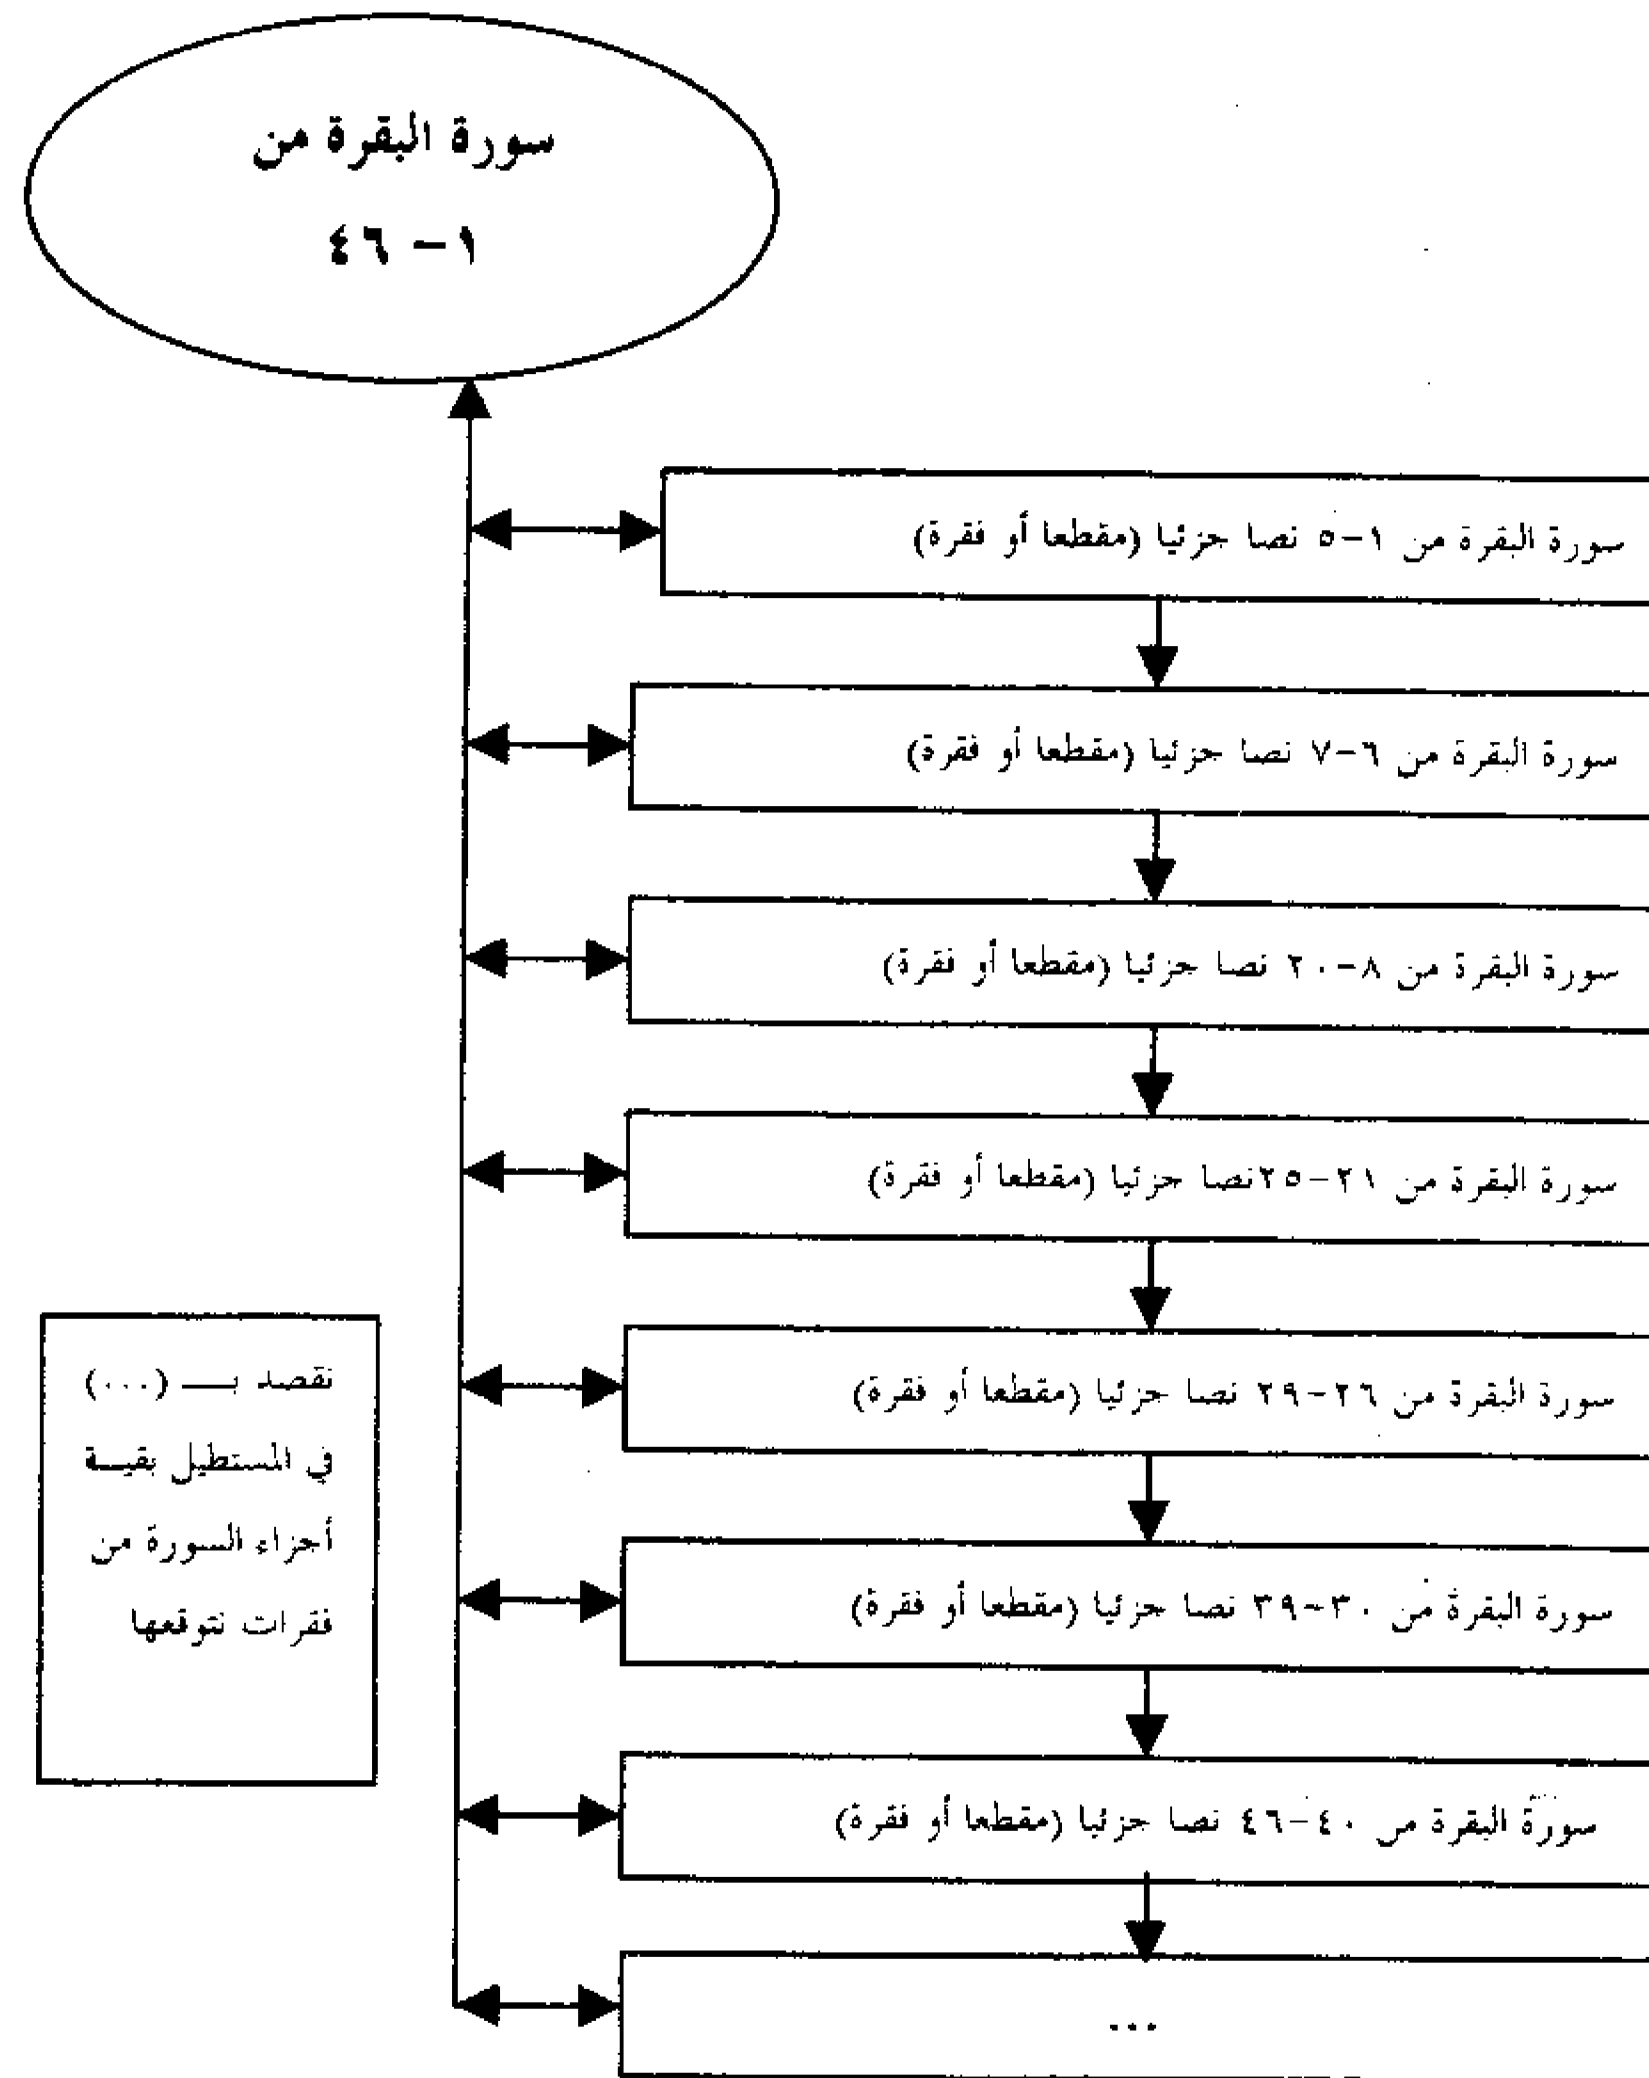 سورة البقرة من
١ – ٤٦
سورة البقرة من ١-٥ نصا جزئيا (مقطعا أو فقرة)
سورة البقرة من ٦-٧ نصا جزئيا (مقطعا أو فقرة)
سورة البقرة من ٨-٢٠ نصا جزئيا (مقطعا أو فقرة)
سورة البقرة من ٢١-٢٥نصا جزئيا (مقطعا أو فقرة)
سورة البقرة من ٢٦-٢٩ نصا جزئيا (مقطعا أو فقرة)
سورة البقرة من ٣٠-٣٩ نصا جزئيا (مقطعا أو فقرة)
سورة البقرة من ٤٠-٤٦ نصا جزئيا (مقطعا أو فقرة)
...
نقصد بـــ (...)
في المستطيل بقيـــة
أجزاء السورة من
فقرات نتوقعها